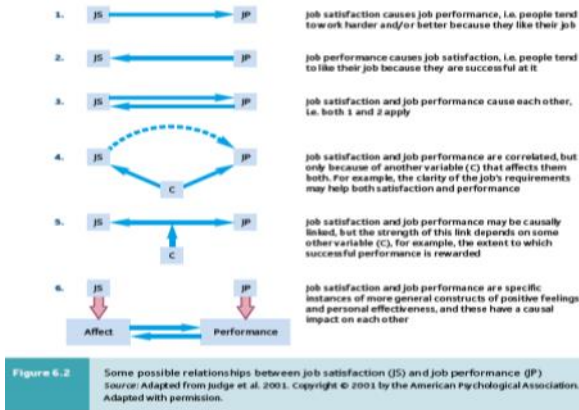 1. JS JP Job satisfaction causes job performance, i.e. people tend
to work harder and/or better because they like their job
2. JS JP Job performance causes job satisfaction, i.e. people tend
to like their job because they are successful at it
3. JS JP Job satisfaction and job performance cause each other,
i.e. both 1 and 2 apply
4. JS JP Job satisfaction and job performance are correlated, but
only because of another variable (C) that affects them
both. For example, the clarity of the job's requirements
C may help both satisfaction and performance
5. JS JP Job satisfaction and job performance may be causally
linked, but the strength of this link depends on some
other variable (C), for example, the extent to which
C successful performance is rewarded
6. JS JP Job satisfaction and job performance are specific
instances of more general constructs of positive feelings
and personal effectiveness, and these have a causal
Affect Performance impact on each other
Figure 6.2 Some possible relationships between job satisfaction (JS) and job performance (JP)
Source: Adapted from Judge et al. 2001. Copyright © 2001 by the American Psychological Association.
Adapted with permission.